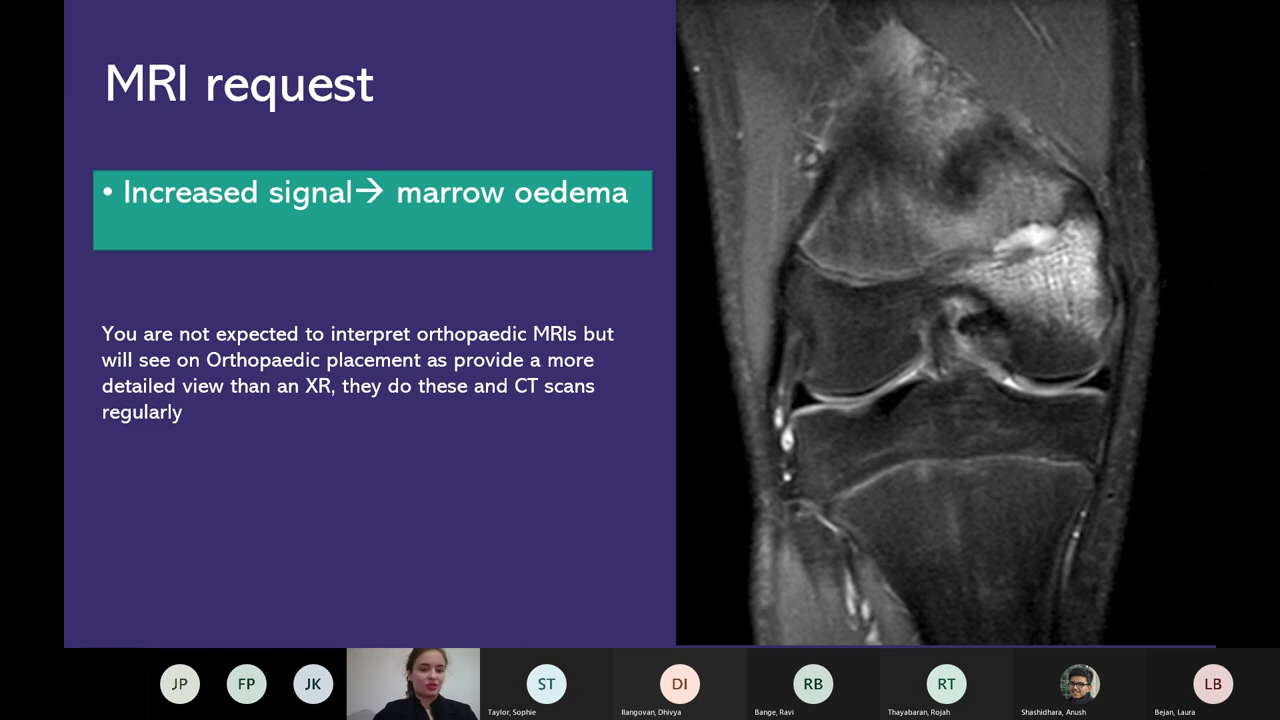 MRI request
• Increased signal→ marrow oedema
You are not expected to interpret orthopaedic MRIs but
will see on Orthopaedic placement as provide a more
detailed view than an XR, they do these and CT scans
regularly
JP FP JK ST DI RB RT LB
Taylor, Sophie Ilangovan, Dhivya Bange, Ravi Thayabaran, Rojah Shashidhara, Anush Bejan, Laura